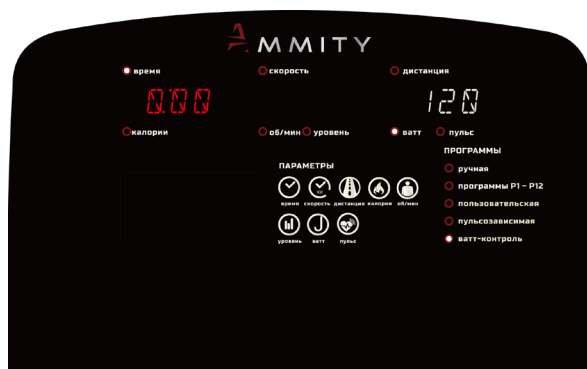 AMMITY
время скорость дистанция
0:00 120
калории об/мин уровень ватт пульс
ПРОГРАММЫ
ручная
программы P1 – P12
пользовательская
пульсозависимая
ватт-контроль
ПАРАМЕТРЫ
время скорость дистанция калории об/мин
уровень ватт пульс